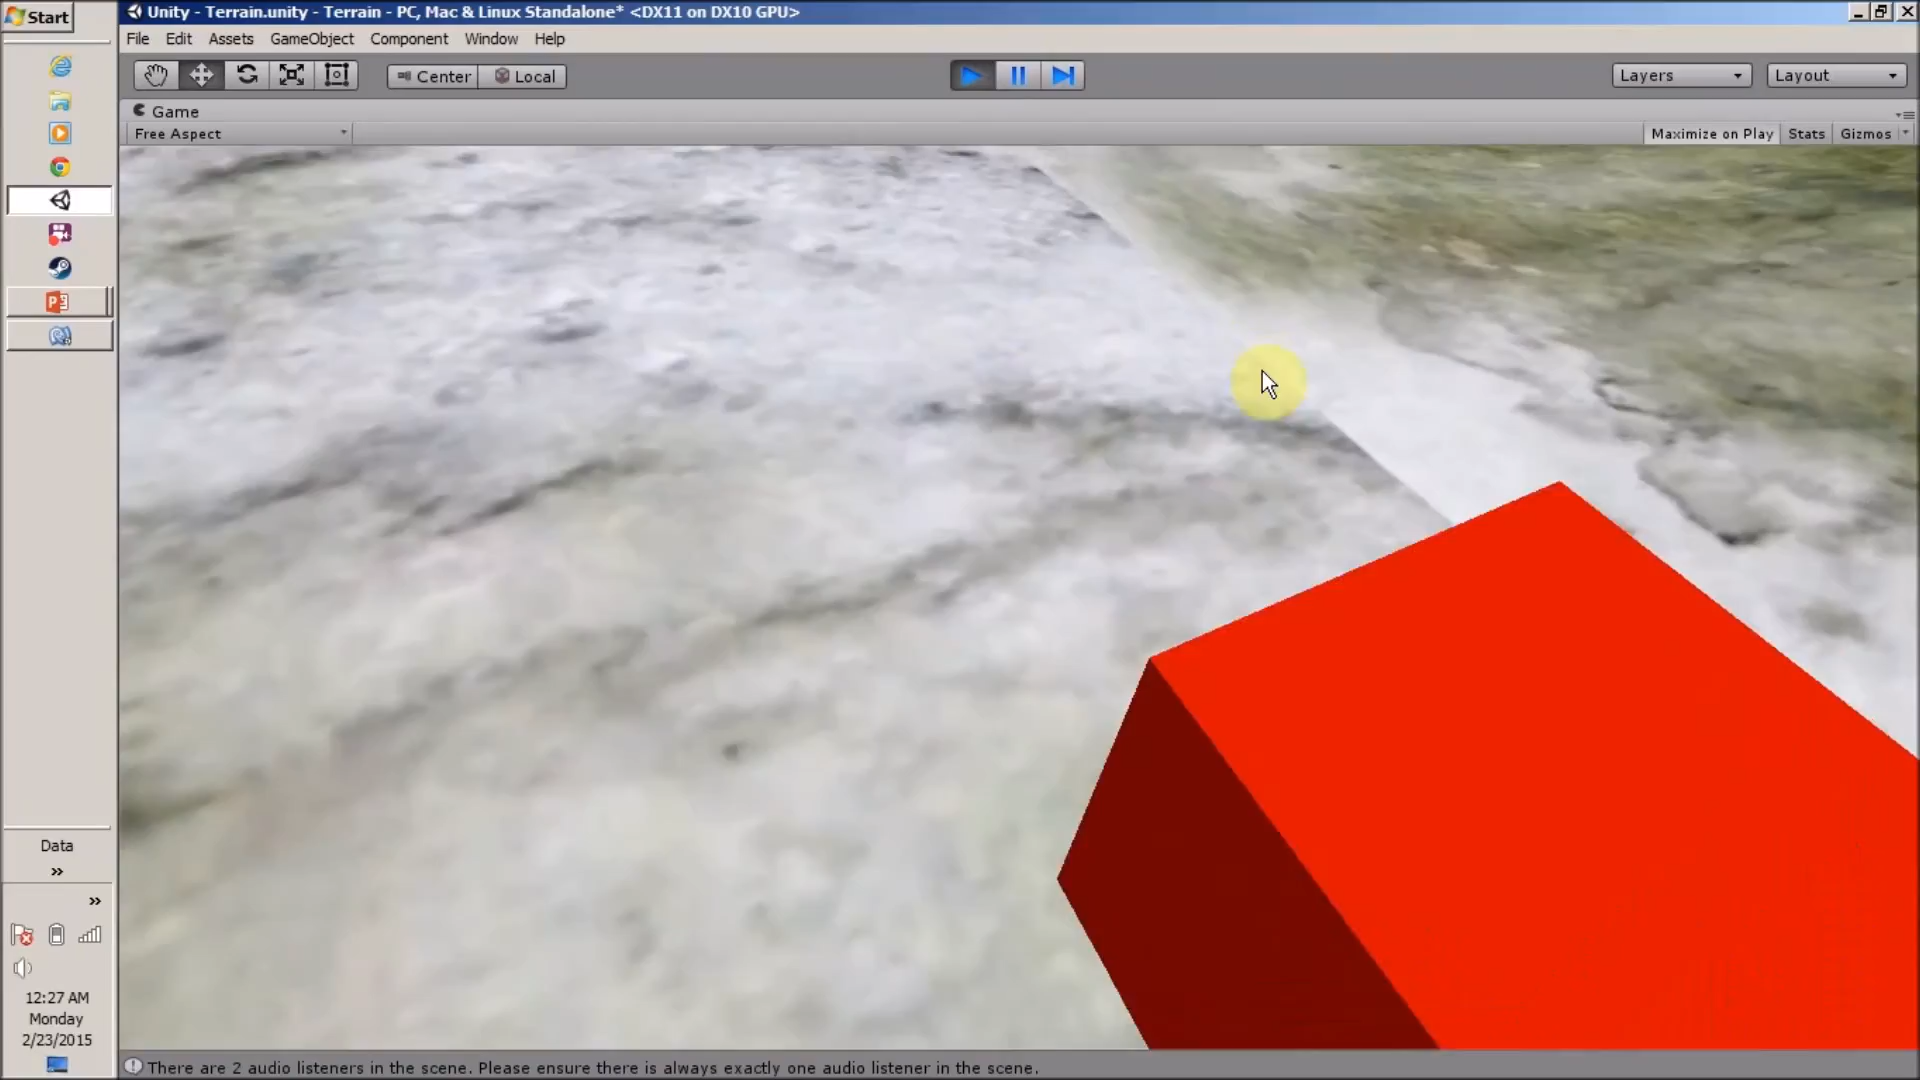 Start
Unity - Terrain.unity - Terrain - PC, Mac & Linux Standalone* <DX11 on DX10 GPU>
File Edit Assets GameObject Component Window Help
Center Local Layers Layout
Game
Free Aspect Maximize on Play Stats Gizmos
Data
12:27 AM
Monday
2/23/2015
There are 2 audio listeners in the scene. Please ensure there is always exactly one audio listener in the scene.